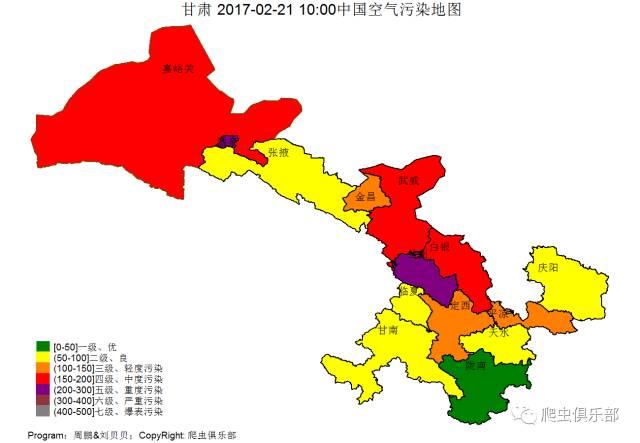 甘肃 2017-02-21 10:00中国空气污染地图
嘉峪关
张掖
武威
金昌
白银
庆阳
临夏
定西
平凉
天水
甘南
陇南
[0-50]一级、优
(50-100]二级、良
(100-150]三级、轻度污染
(150-200]四级、中度污染
(200-300]五级、重度污染
(300-400]六级、严重污染
(400-500]七级、爆表污染
爬虫俱乐部
Program：周鹏&刘贝贝；CopyRight: 爬虫俱乐部